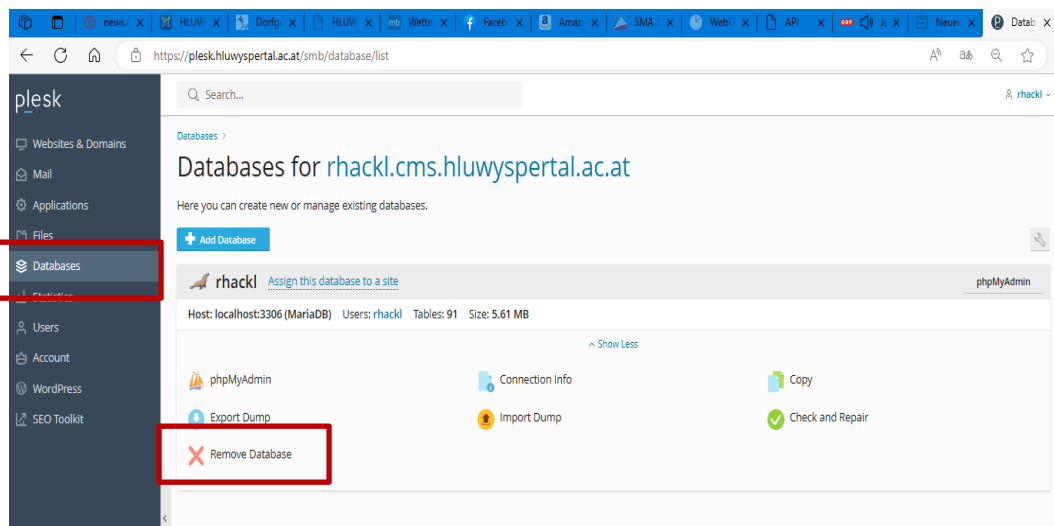 news. HLUW Dorfg HLUW Wette Faceb Amazi SMA WebU API Neue Datab
https://plesk.hluwyspertal.ac.at/smb/database/list
plesk
Search...
rhackl
Websites & Domains
Mail
Applications
Files
Databases
Statistics
Users
Account
WordPress
SEO Toolkit
Databases >
Databases for rhackl.cms.hluwyspertal.ac.at
Here you can create new or manage existing databases.
Add Database
rhackl Assign this database to a site phpMyAdmin
Host: localhost:3306 (MariaDB) Users: rhackl Tables: 91 Size: 5.61 MB
Show Less
phpMyAdmin Connection Info Copy
Export Dump Import Dump Check and Repair
Remove Database